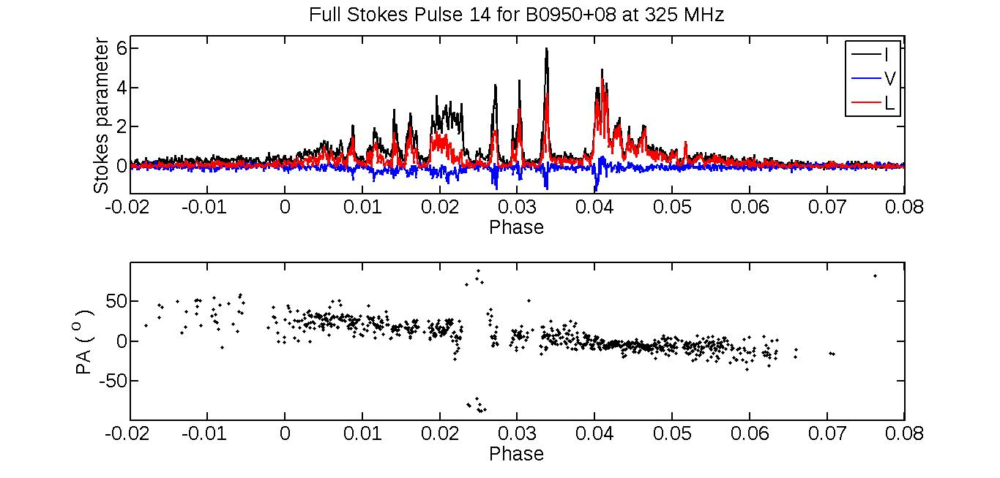 Full Stokes Pulse 14 for B0950+08 at 325 MHz
Stokes parameter
6
4
2
0
I
V
L
-0.02 -0.01 0 0.01 0.02 0.03 0.04 0.05 0.06 0.07 0.08
Phase
PA ( o )
50
0
-50
-0.02 -0.01 0 0.01 0.02 0.03 0.04 0.05 0.06 0.07 0.08
Phase